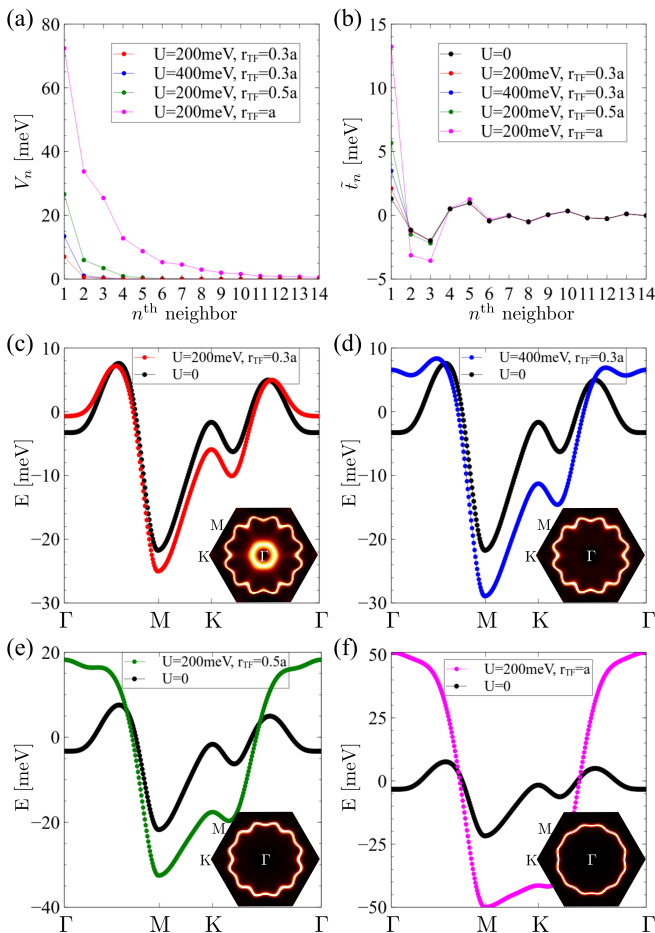 (a)
80
60
40
20
0
V_n [meV]
U=200meV, r_TF=0.3a
U=400meV, r_TF=0.3a
U=200meV, r_TF=0.5a
U=200meV, r_TF=a
1 2 3 4 5 6 7 8 9 10 11 12 13 14
n^th neighbor
(b)
15
10
5
0
−5
t̃_n [meV]
U=0
U=200meV, r_TF=0.3a
U=400meV, r_TF=0.3a
U=200meV, r_TF=0.5a
U=200meV, r_TF=a
1 2 3 4 5 6 7 8 9 10 11 12 13 14
n^th neighbor
(c)
10
0
−10
−20
−30
E [meV]
U=200meV, r_TF=0.3a
U=0
M
K
Γ
Γ M K Γ
(d)
10
0
−10
−20
−30
E [meV]
U=400meV, r_TF=0.3a
U=0
M
K
Γ
Γ M K Γ
(e)
20
0
−20
−40
E [meV]
U=200meV, r_TF=0.5a
U=0
M
K
Γ
Γ M K Γ
(f)
50
25
0
−25
−50
E [meV]
U=200meV, r_TF=a
U=0
M
K
Γ
Γ M K Γ